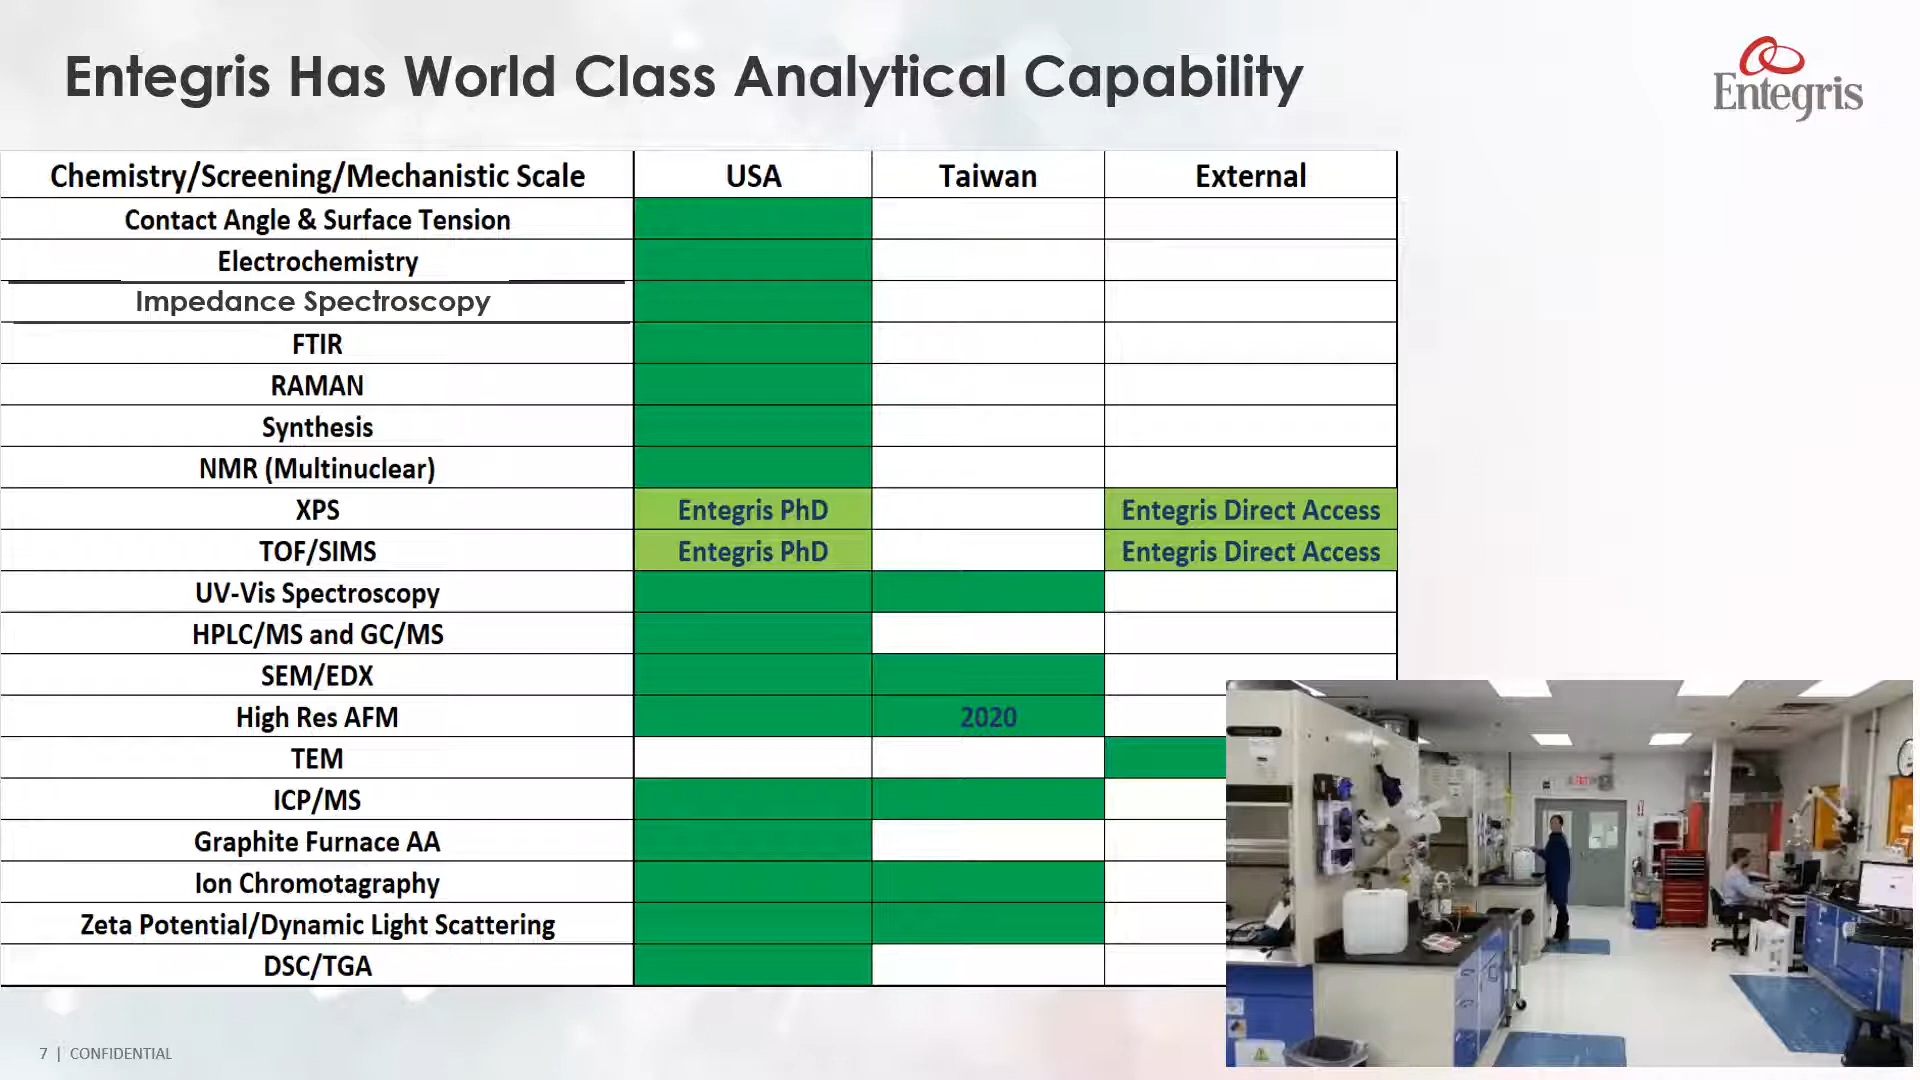 Entegris Has World Class Analytical Capability
Entegris
Chemistry/Screening/Mechanistic Scale USA Taiwan External
Contact Angle & Surface Tension
Electrochemistry
Impedance Spectroscopy
FTIR
RAMAN
Synthesis
NMR (Multinuclear)
XPS Entegris PhD Entegris Direct Access
TOF/SIMS Entegris PhD Entegris Direct Access
UV-Vis Spectroscopy
HPLC/MS and GC/MS
SEM/EDX
High Res AFM 2020
TEM
ICP/MS
Graphite Furnace AA
Ion Chromotagraphy
Zeta Potential/Dynamic Light Scattering
DSC/TGA
7 | CONFIDENTIAL